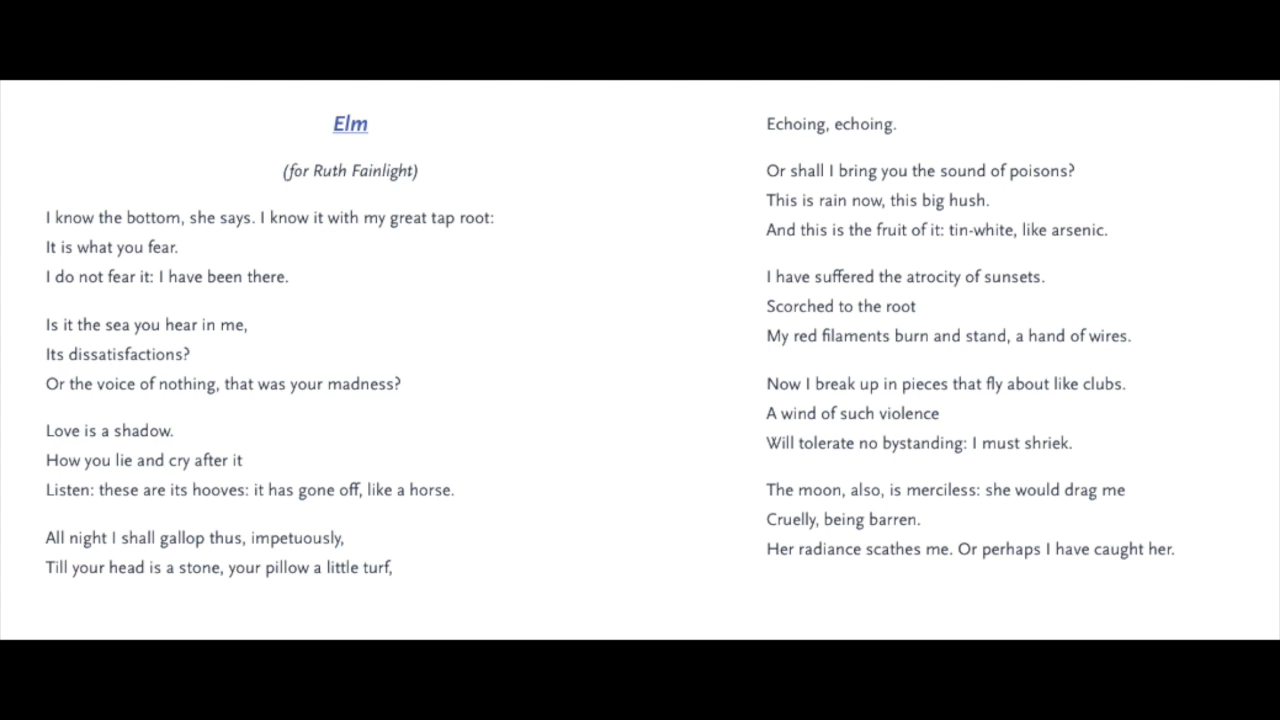 Elm
(for Ruth Fainlight)
I know the bottom, she says. I know it with my great tap root:
It is what you fear.
I do not fear it: I have been there.
Is it the sea you hear in me,
Its dissatisfactions?
Or the voice of nothing, that was your madness?
Love is a shadow.
How you lie and cry after it
Listen: these are its hooves: it has gone off, like a horse.
All night I shall gallop thus, impetuously,
Till your head is a stone, your pillow a little turf,
Echoing, echoing.
Or shall I bring you the sound of poisons?
This is rain now, this big hush.
And this is the fruit of it: tin-white, like arsenic.
I have suffered the atrocity of sunsets.
Scorched to the root
My red filaments burn and stand, a hand of wires.
Now I break up in pieces that fly about like clubs.
A wind of such violence
Will tolerate no bystanding: I must shriek.
The moon, also, is merciless: she would drag me
Cruelly, being barren.
Her radiance scathes me. Or perhaps I have caught her.